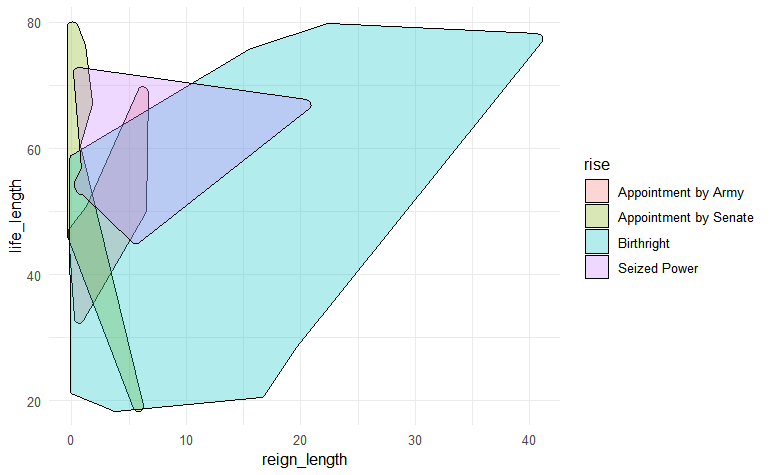 80
60
40
20
life_length
0
10
20
30
40
reign_length
rise
Appointment by Army
Appointment by Senate
Birthright
Seized Power